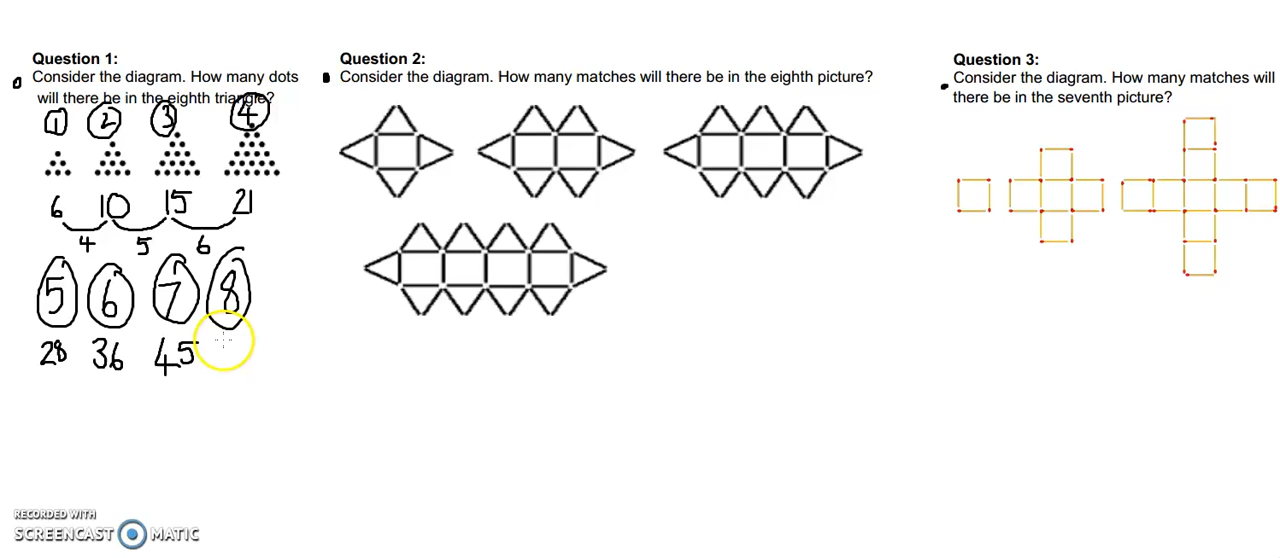 Question 1:
Consider the diagram. How many dots
will there be in the eighth triangle?
1 2 3 4
6 10 15 21
4 5 6
5 6 7 8
28 36 45
Question 2:
Consider the diagram. How many matches will there be in the eighth picture?
Question 3:
Consider the diagram. How many matches will
there be in the seventh picture?
RECORDED WITH
SCREENCAST MATIC